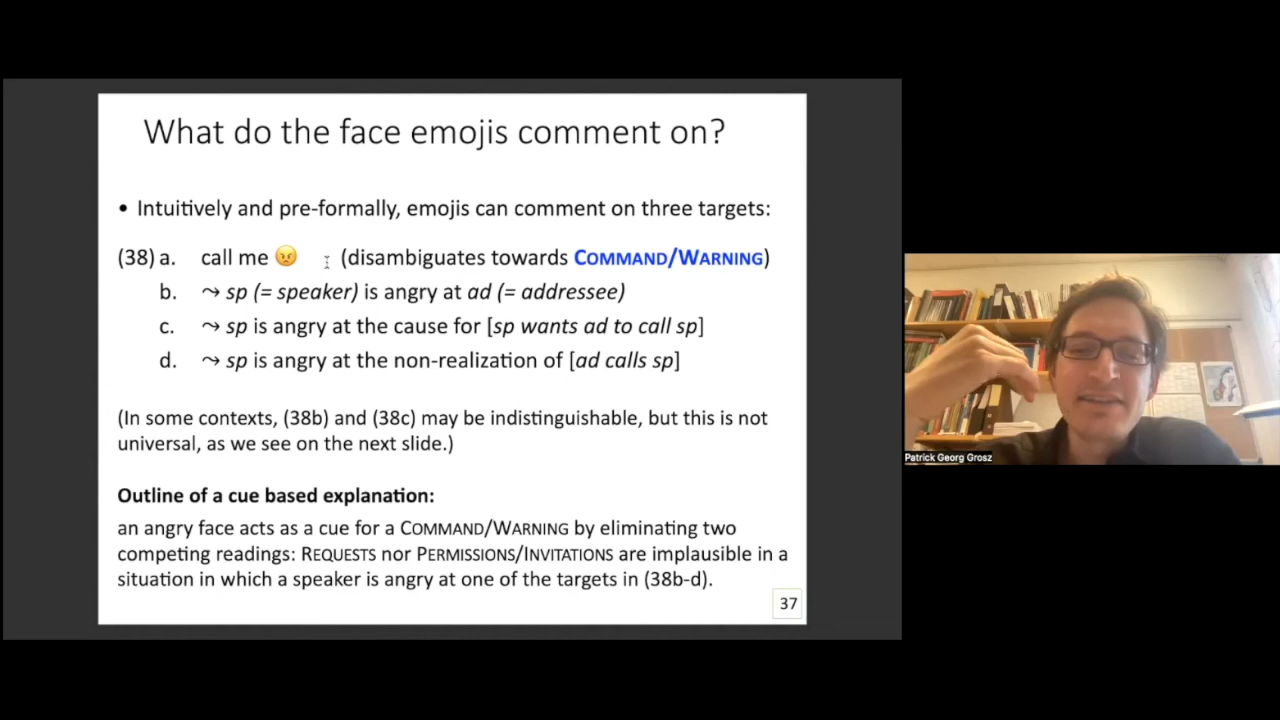 What do the face emojis comment on?
• Intuitively and pre-formally, emojis can comment on three targets:
(38) a. call me 😠 (disambiguates towards COMMAND/WARNING)
b. ⤳ sp (= speaker) is angry at ad (= addressee)
c. ⤳ sp is angry at the cause for [sp wants ad to call sp]
d. ⤳ sp is angry at the non-realization of [ad calls sp]
(In some contexts, (38b) and (38c) may be indistinguishable, but this is not
universal, as we see on the next slide.)
Outline of a cue based explanation:
an angry face acts as a cue for a COMMAND/WARNING by eliminating two
competing readings: REQUESTS nor PERMISSIONS/INVITATIONS are implausible in a
situation in which a speaker is angry at one of the targets in (38b-d).
37
Patrick Georg Grosz